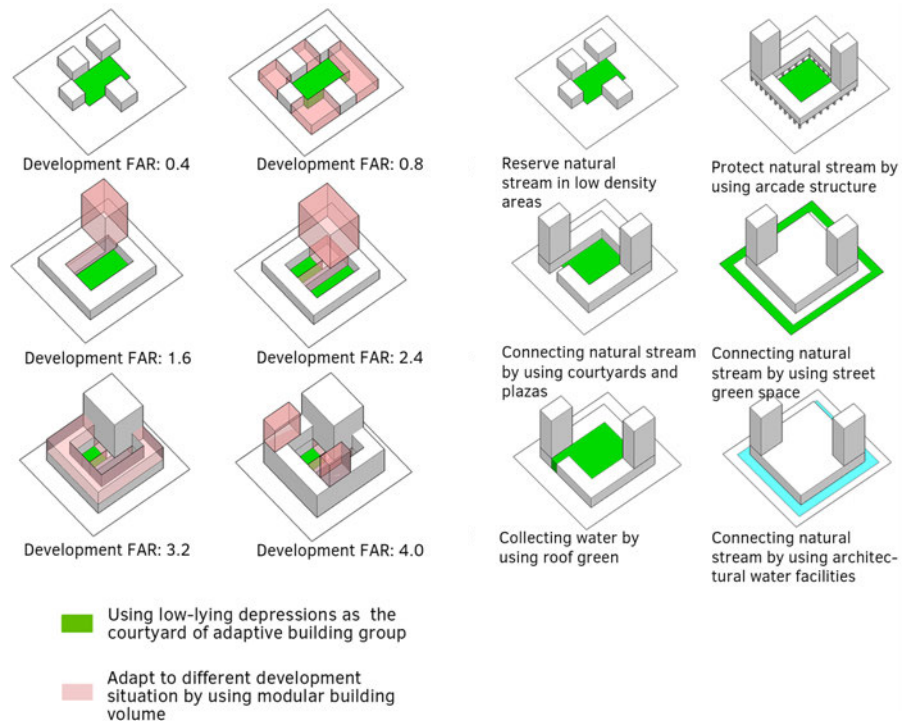 Development FAR: 0.4
Development FAR: 0.8
Reserve natural
stream in low density
areas
Protect natural stream by
using arcade structure
Development FAR: 1.6
Development FAR: 2.4
Connecting natural stream
by using courtyards and
plazas
Connecting natural
stream by using street
green space
Development FAR: 3.2
Development FAR: 4.0
Collecting water by
using roof green
Connecting natural
stream by using architec-
tural water facilities
Using low-lying depressions as the
courtyard of adaptive building group
Adapt to different development
situation by using modular building
volume